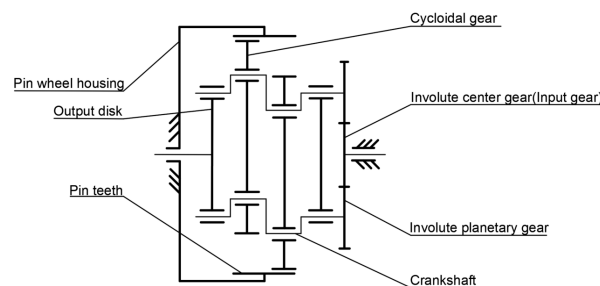 Cycloidal gear
Pin wheel housing
Involute center gear(Input gear)
Output disk
Pin teeth
Involute planetary gear
Crankshaft